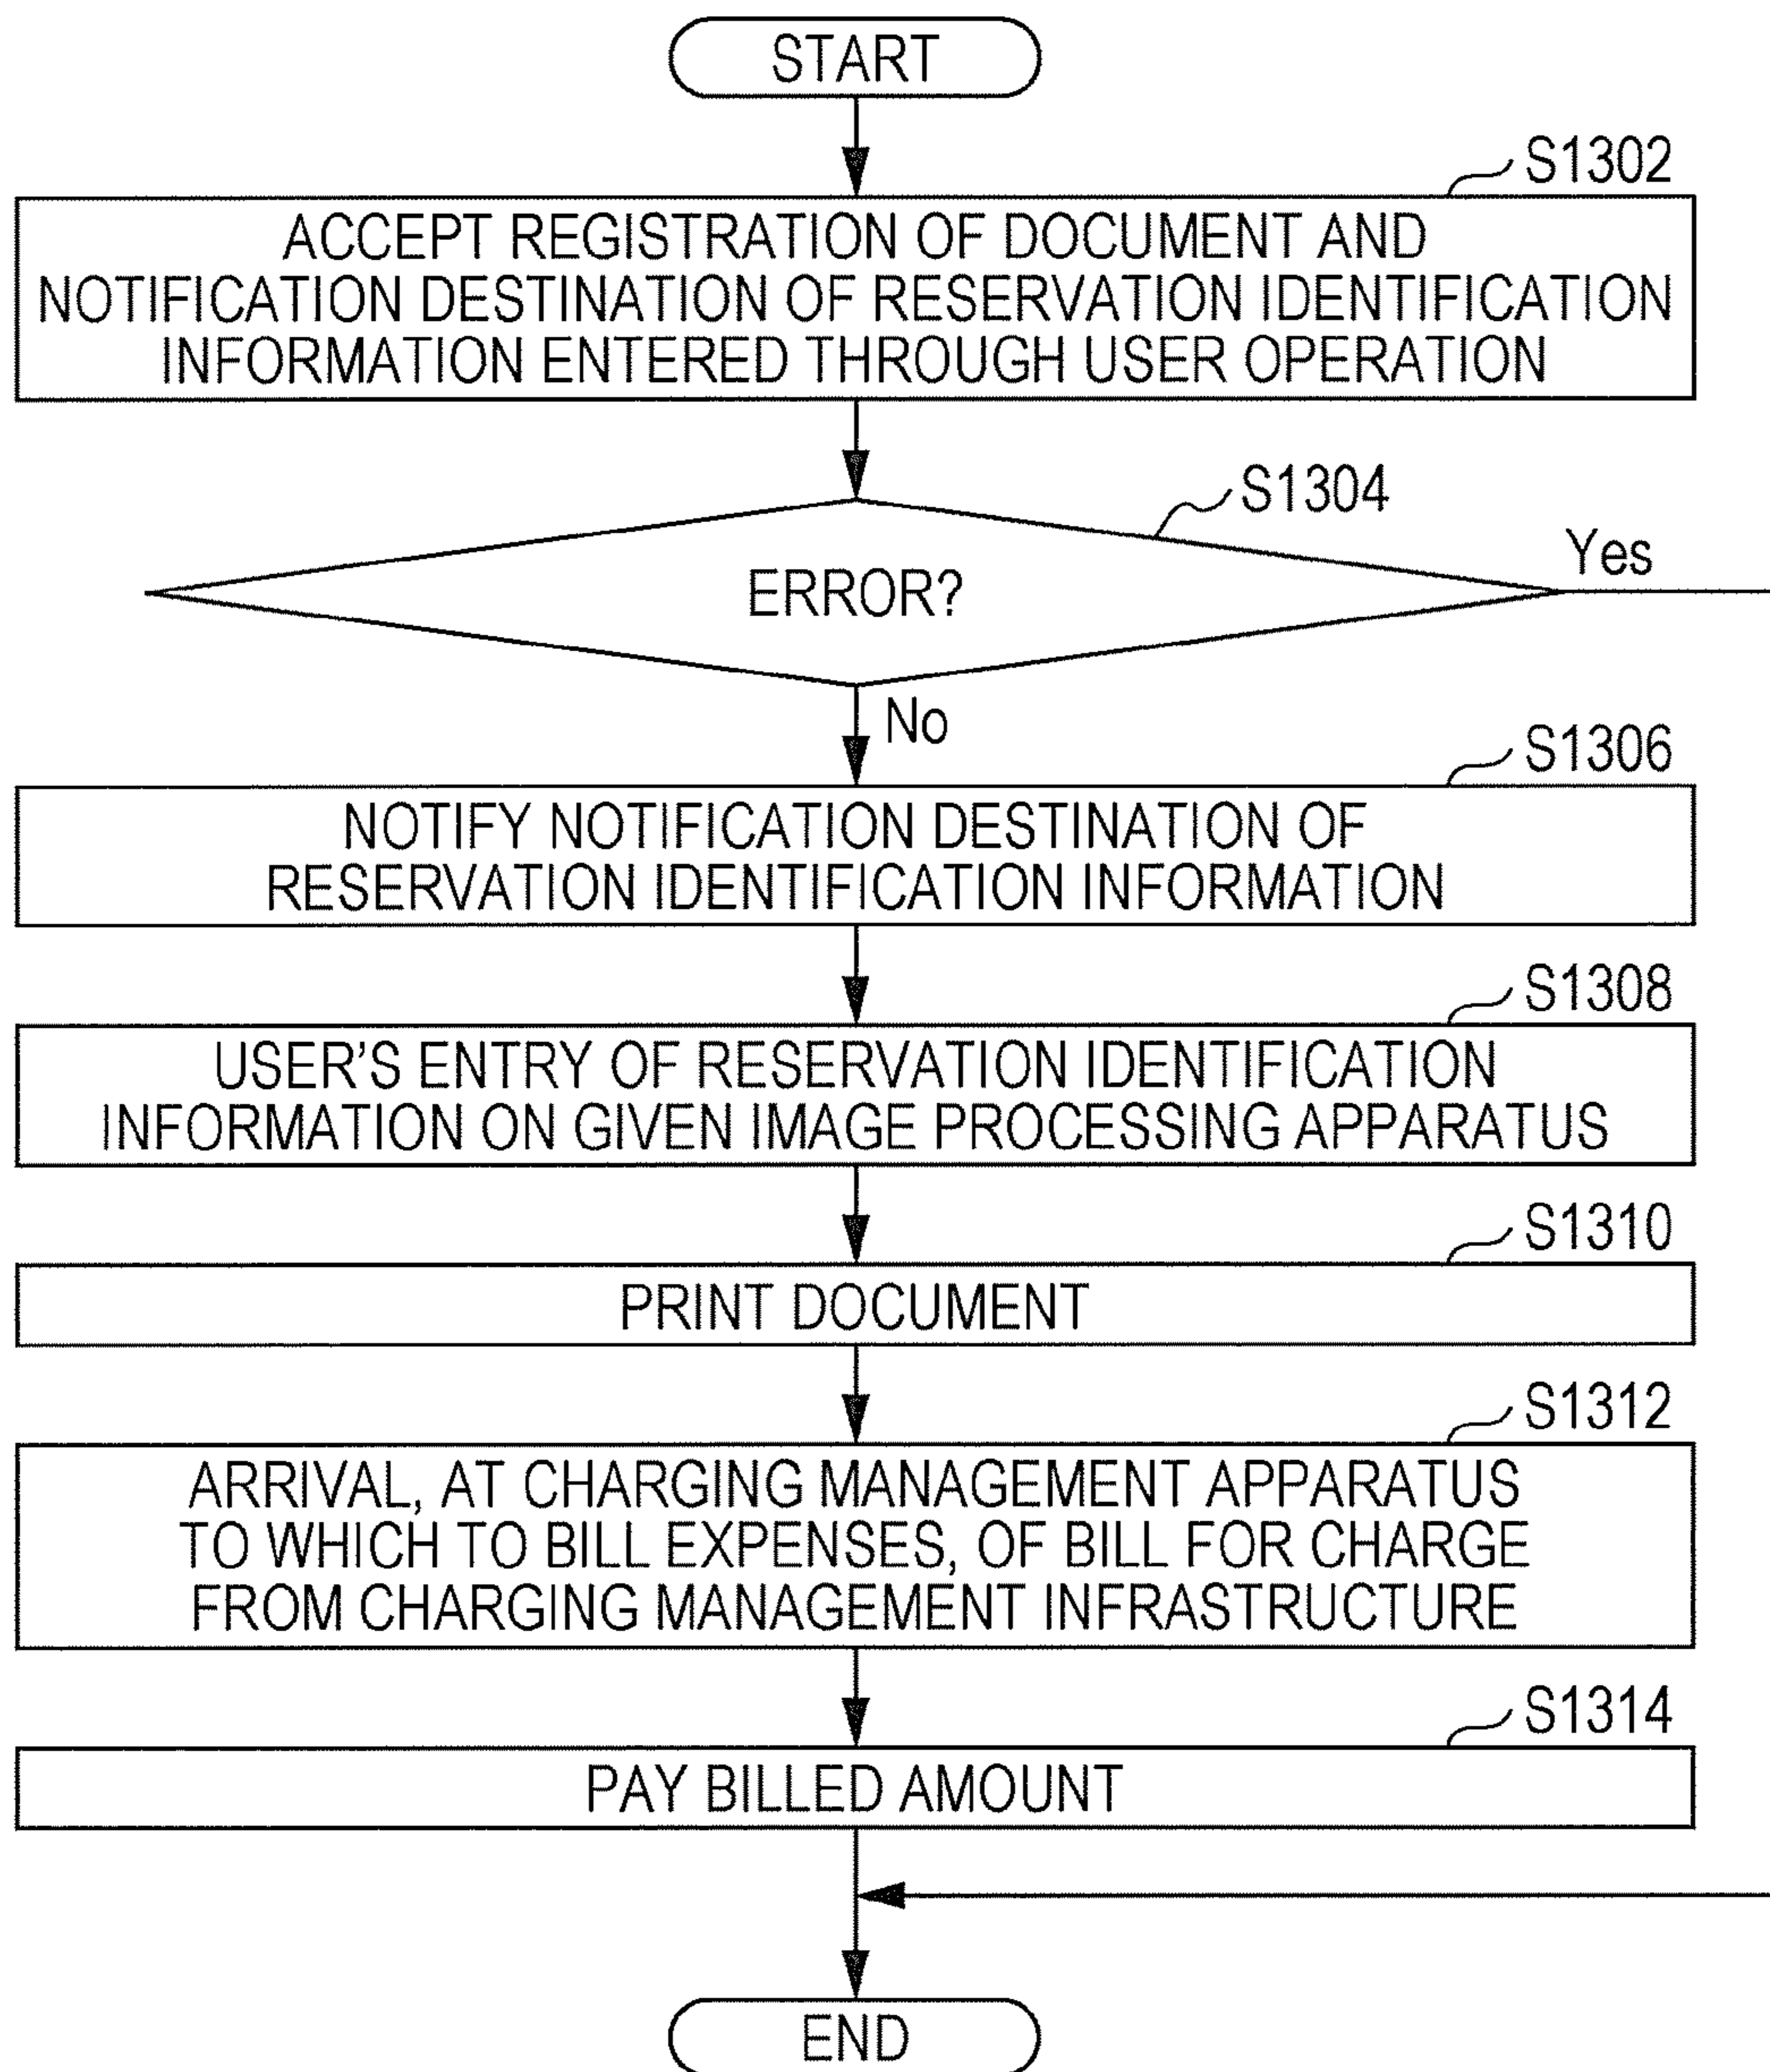 START
S1302
ACCEPT REGISTRATION OF DOCUMENT AND
NOTIFICATION DESTINATION OF RESERVATION IDENTIFICATION
INFORMATION ENTERED THROUGH USER OPERATION
S1304
ERROR?
Yes
No
S1306
NOTIFY NOTIFICATION DESTINATION OF
RESERVATION IDENTIFICATION INFORMATION
S1308
USER'S ENTRY OF RESERVATION IDENTIFICATION
INFORMATION ON GIVEN IMAGE PROCESSING APPARATUS
S1310
PRINT DOCUMENT
S1312
ARRIVAL, AT CHARGING MANAGEMENT APPARATUS
TO WHICH TO BILL EXPENSES, OF BILL FOR CHARGE
FROM CHARGING MANAGEMENT INFRASTRUCTURE
S1314
PAY BILLED AMOUNT
END